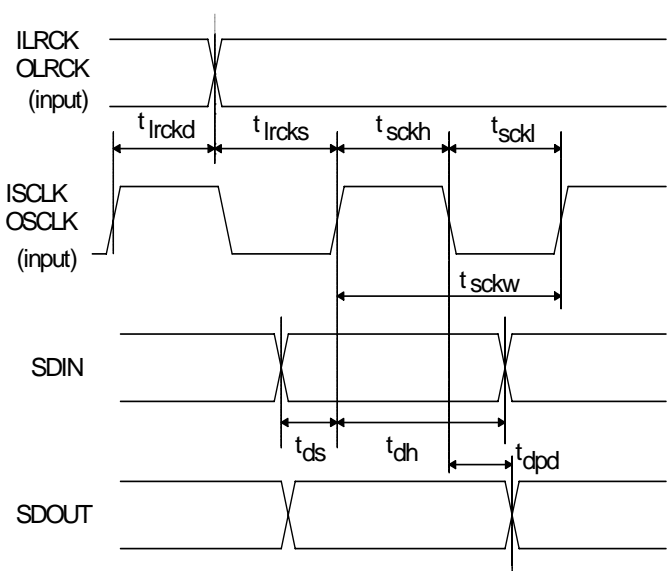 ILRCK
OLRCK
(input)
t lrckd
t lrcks
t sckh
t sckl
ISCLK
OSCLK
(input)
t sckw
SDIN
t ds
t dh
t dpd
SDOUT